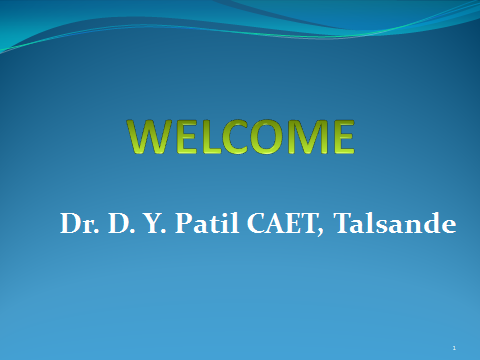 WELCOME
Dr. D. Y. Patil CAET, Talsande
1